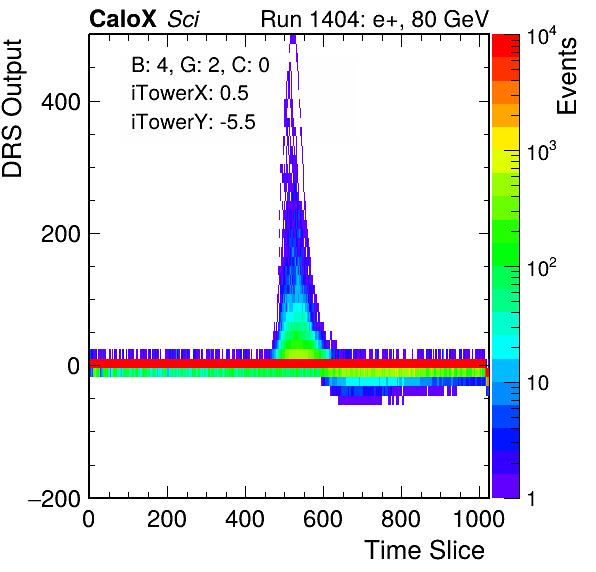 CaloX Sci Run 1404: e+, 80 GeV
B: 4, G: 2, C: 0
iTowerX: 0.5
iTowerY: -5.5
DRS Output
400
200
0
−200
0 200 400 600 800 1000
Time Slice
10^4
10^3
10^2
10
1
Events